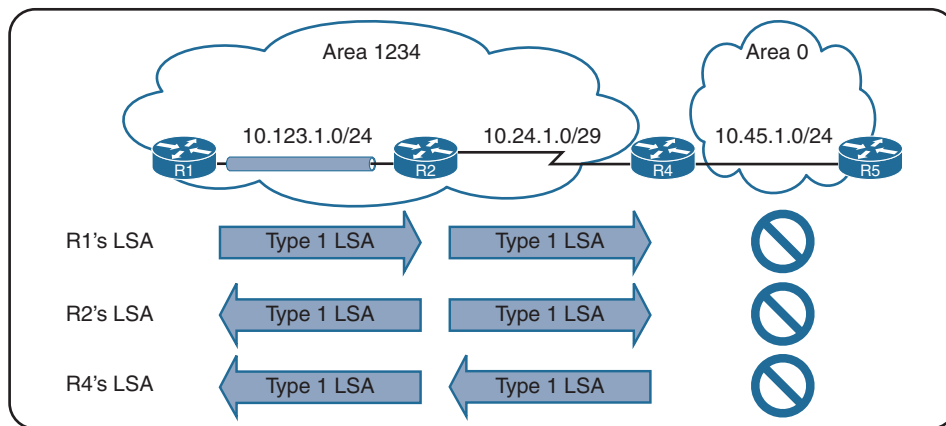 Area 1234
Area 0
10.123.1.0/24
10.24.1.0/29
10.45.1.0/24
R1
R2
R4
R5
R1's LSA
Type 1 LSA
Type 1 LSA
R2's LSA
Type 1 LSA
Type 1 LSA
R4's LSA
Type 1 LSA
Type 1 LSA